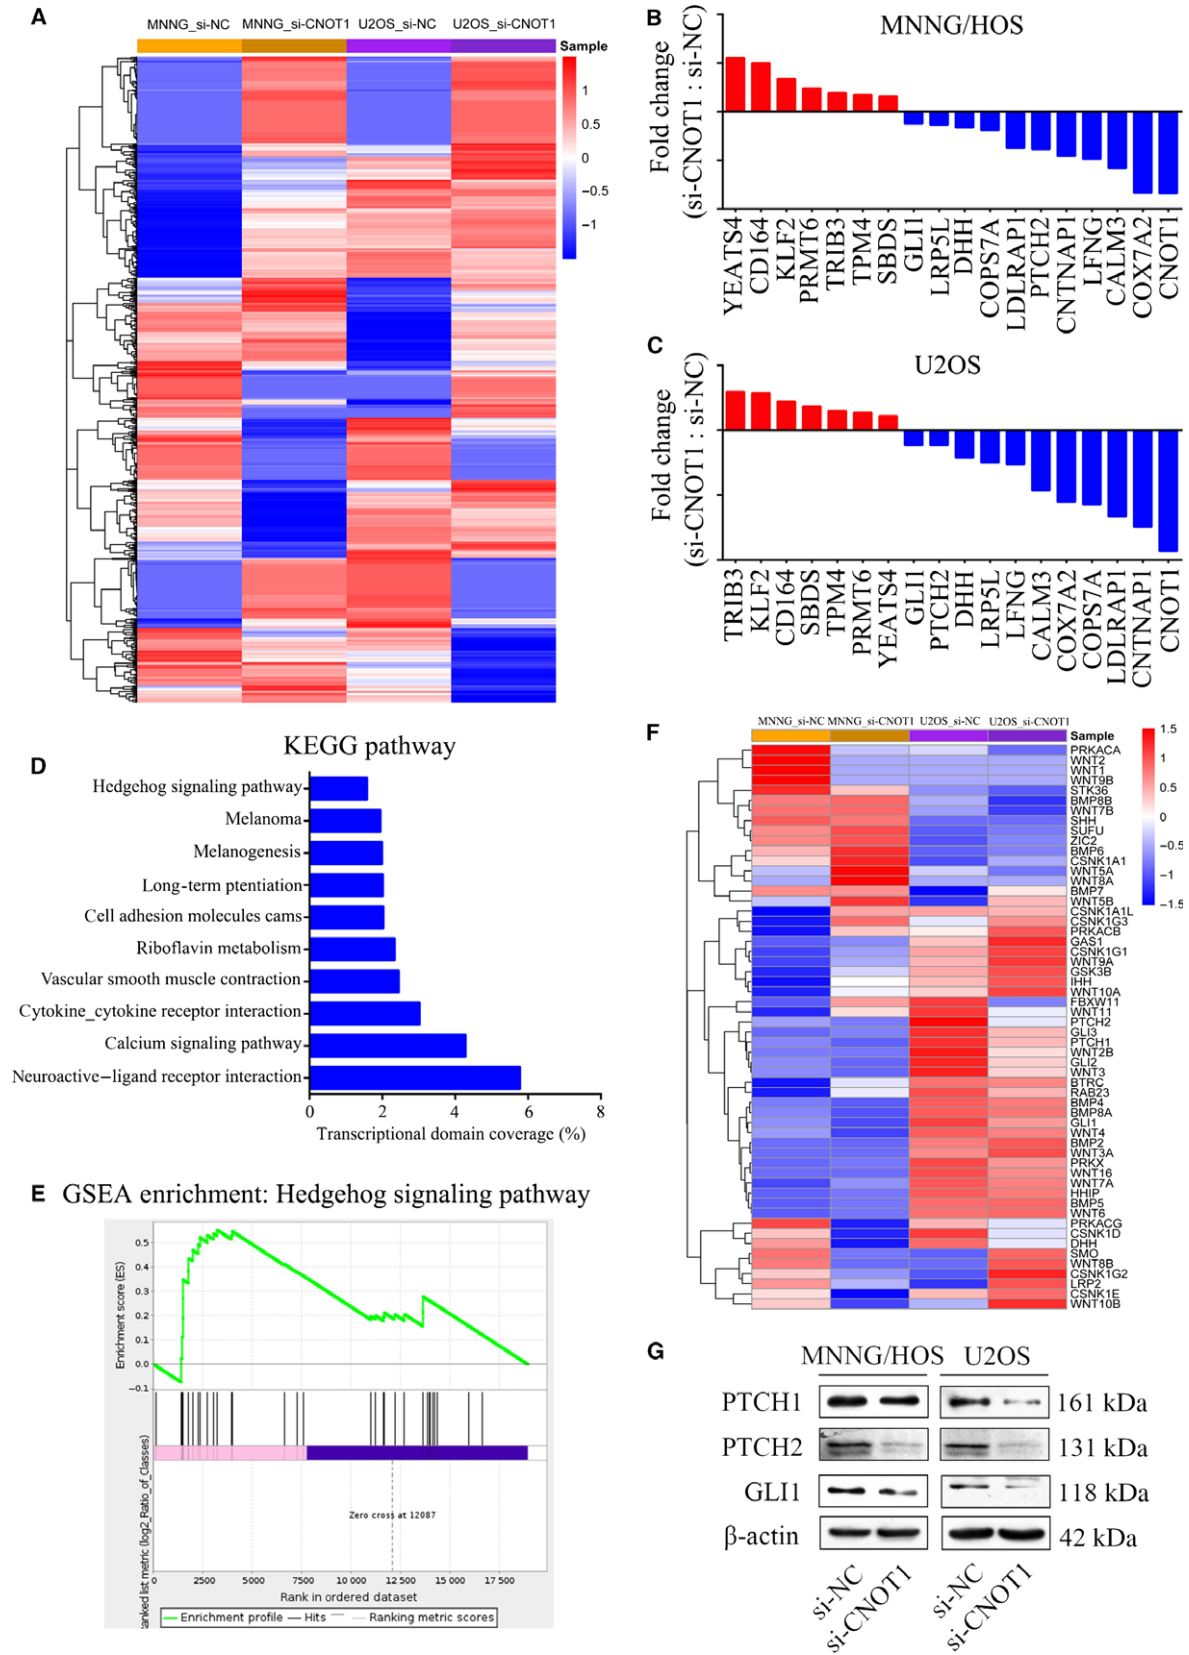 A
MNNG_si-NC MNNG_si-CNOT1 U2OS_si-NC U2OS_si-CNOT1
Sample
1
0.5
0
−0.5
−1
B
MNNG/HOS
Fold change
(si-CNOT1 : si-NC)
YEATS4
CD164
KLF2
PRMT6
TRIB3
TPM4
SBDS
GLI1
LRP5L
DHH
COPS7A
LDLRAP1
PTCH2
CNTNAP1
LFNG
CALM3
COX7A2
CNOT1
C
U2OS
Fold change
(si-CNOT1 : si-NC)
TRIB3
KLF2
CD164
SBDS
TPM4
PRMT6
YEATS4
GLI1
PTCH2
DHH
LRP5L
LFNG
CALM3
COX7A2
COPS7A
LDLRAP1
CNTNAP1
CNOT1
D
KEGG pathway
Hedgehog signaling pathway
Melanoma
Melanogenesis
Long-term ptentiation
Cell adhesion molecules cams
Riboflavin metabolism
Vascular smooth muscle contraction
Cytokine_cytokine receptor interaction
Calcium signaling pathway
Neuroactive−ligand receptor interaction
0 2 4 6 8
Transcriptional domain coverage (%)
E
GSEA enrichment: Hedgehog signaling pathway
Enrichment score (ES)
0.5
0.4
0.3
0.2
0.1
0.0
−0.1
anked list metric (log2_Ratio_of_Classes)
Zero cross at 12087
0 2500 5000 7500 10 000 12 500 15 000 17 500
Rank in ordered dataset
Enrichment profile Hits Ranking metric scores
F
MNNG_si-NC MNNG_si-CNOT1 U2OS_si-NC U2OS_si-CNOT1
Sample
1.5
1
0.5
0
−0.5
−1
−1.5
PRKACA
WNT2
WNT1
WNT9B
STK36
BMP8B
WNT7B
SHH
SUFU
ZIC2
BMP6
CSNK1A1
WNT5A
WNT8A
BMP7
WNT5B
CSNK1A1L
CSNK1G3
PRKACB
GAS1
CSNK1G1
WNT9A
GSK3B
IHH
WNT10A
FBXW11
WNT11
PTCH2
GLI3
PTCH1
WNT2B
GLI2
WNT3
BTRC
RAB23
BMP4
BMP8A
GLI1
WNT4
BMP2
WNT3A
PRKX
WNT16
WNT7A
HHIP
BMP5
WNT6
PRKACG
CSNK1D
DHH
SMO
WNT8B
CSNK1G2
LRP2
CSNK1E
WNT10B
G
MNNG/HOS U2OS
PTCH1 161 kDa
PTCH2 131 kDa
GLI1 118 kDa
β-actin 42 kDa
si-NC
si-CNOT1
si-NC
si-CNOT1